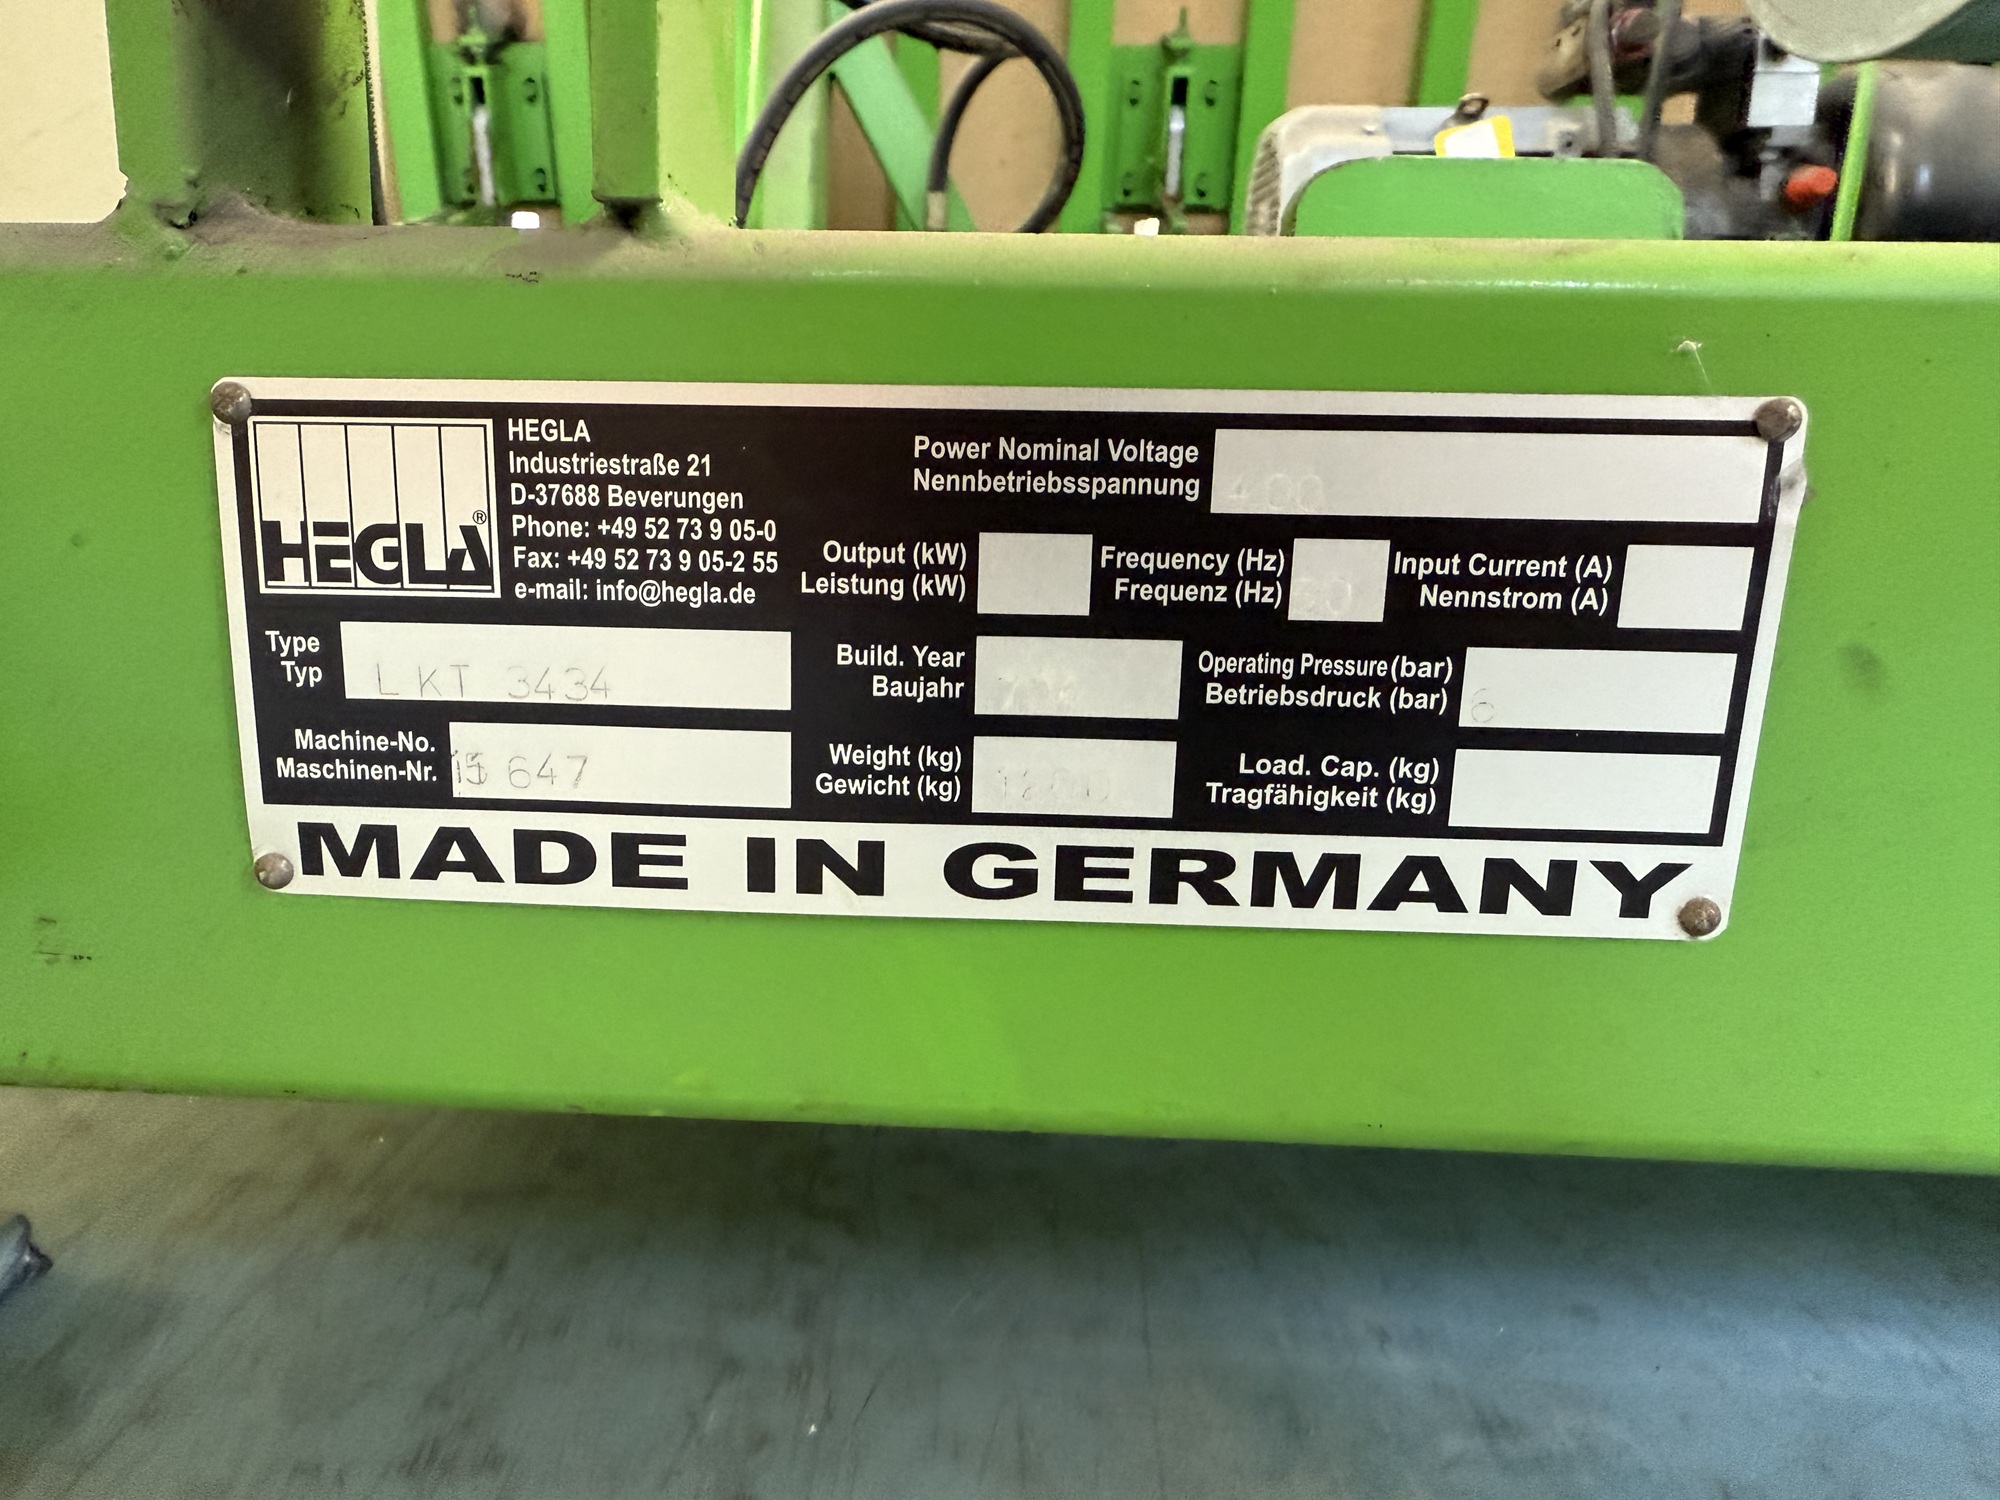 HEGLA®
HEGLA
Industriestraße 21
D-37688 Beverungen
Phone: +49 52 73 9 05-0
Fax: +49 52 73 9 05-2 55
e-mail: info@hegla.de
Power Nominal Voltage
Nennbetriebsspannung
400
Output (kW)
Leistung (kW)
Frequency (Hz)
Frequenz (Hz)
Input Current (A)
Nennstrom (A)
Type
Typ
LKT 3434
Build. Year
Baujahr
Operating Pressure (bar)
Betriebsdruck (bar)
6
Machine-No.
Maschinen-Nr.
647
Weight (kg)
Gewicht (kg)
Load. Cap. (kg)
Tragfähigkeit (kg)
MADE IN GERMANY